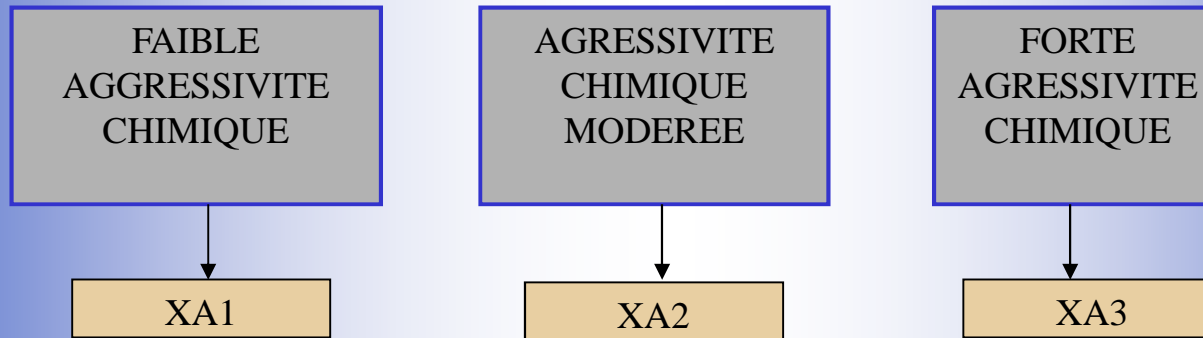 FAIBLE
AGGRESSIVITE
CHIMIQUE
AGRESSIVITE
CHIMIQUE
MODEREE
FORTE
AGRESSIVITE
CHIMIQUE
XA1
XA2
XA3